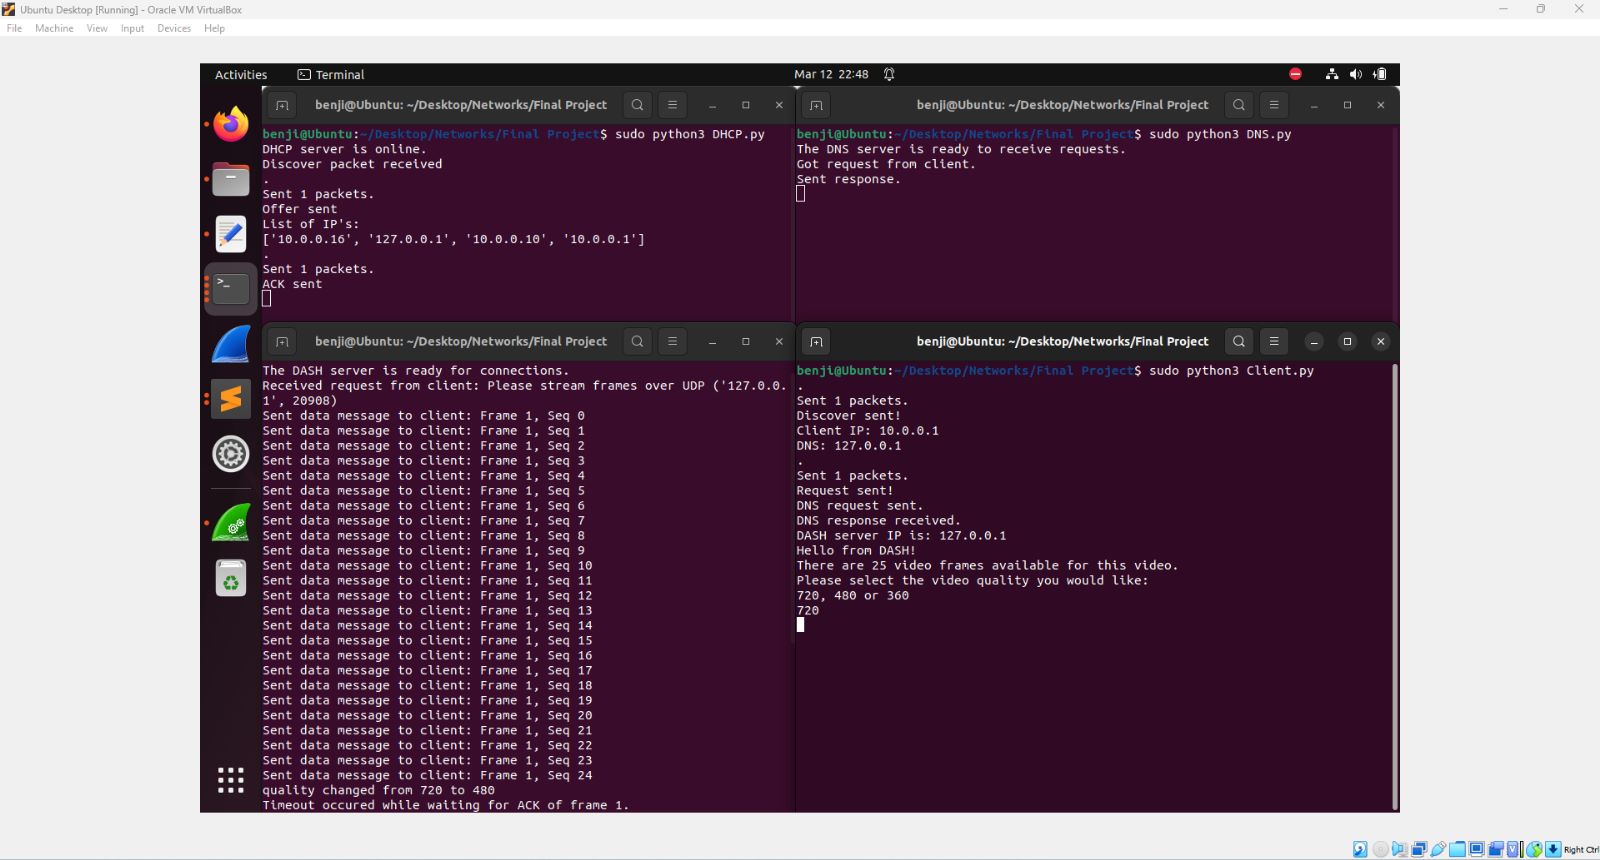 Ubuntu Desktop [Running] - Oracle VM VirtualBox
File Machine View Input Devices Help
Activities Terminal Mar 12 22:48
benji@Ubuntu: ~/Desktop/Networks/Final Project
benji@Ubuntu:~/Desktop/Networks/Final Project$ sudo python3 DHCP.py
DHCP server is online.
Discover packet received
.
Sent 1 packets.
Offer sent
List of IP's:
['10.0.0.16', '127.0.0.1', '10.0.0.10', '10.0.0.1']
.
Sent 1 packets.
ACK sent
benji@Ubuntu: ~/Desktop/Networks/Final Project
benji@Ubuntu:~/Desktop/Networks/Final Project$ sudo python3 DNS.py
The DNS server is ready to receive requests.
Got request from client.
Sent response.
benji@Ubuntu: ~/Desktop/Networks/Final Project
The DASH server is ready for connections.
Received request from client: Please stream frames over UDP ('127.0.0.
1', 20908)
Sent data message to client: Frame 1, Seq 0
Sent data message to client: Frame 1, Seq 1
Sent data message to client: Frame 1, Seq 2
Sent data message to client: Frame 1, Seq 3
Sent data message to client: Frame 1, Seq 4
Sent data message to client: Frame 1, Seq 5
Sent data message to client: Frame 1, Seq 6
Sent data message to client: Frame 1, Seq 7
Sent data message to client: Frame 1, Seq 8
Sent data message to client: Frame 1, Seq 9
Sent data message to client: Frame 1, Seq 10
Sent data message to client: Frame 1, Seq 11
Sent data message to client: Frame 1, Seq 12
Sent data message to client: Frame 1, Seq 13
Sent data message to client: Frame 1, Seq 14
Sent data message to client: Frame 1, Seq 15
Sent data message to client: Frame 1, Seq 16
Sent data message to client: Frame 1, Seq 17
Sent data message to client: Frame 1, Seq 18
Sent data message to client: Frame 1, Seq 19
Sent data message to client: Frame 1, Seq 20
Sent data message to client: Frame 1, Seq 21
Sent data message to client: Frame 1, Seq 22
Sent data message to client: Frame 1, Seq 23
Sent data message to client: Frame 1, Seq 24
quality changed from 720 to 480
Timeout occured while waiting for ACK of frame 1.
benji@Ubuntu: ~/Desktop/Networks/Final Project
benji@Ubuntu:~/Desktop/Networks/Final Project$ sudo python3 Client.py
.
Sent 1 packets.
Discover sent!
Client IP: 10.0.0.1
DNS: 127.0.0.1
.
Sent 1 packets.
Request sent!
DNS request sent.
DNS response received.
DASH server IP is: 127.0.0.1
Hello from DASH!
There are 25 video frames available for this video.
Please select the video quality you would like:
720, 480 or 360
720
Right Ctrl